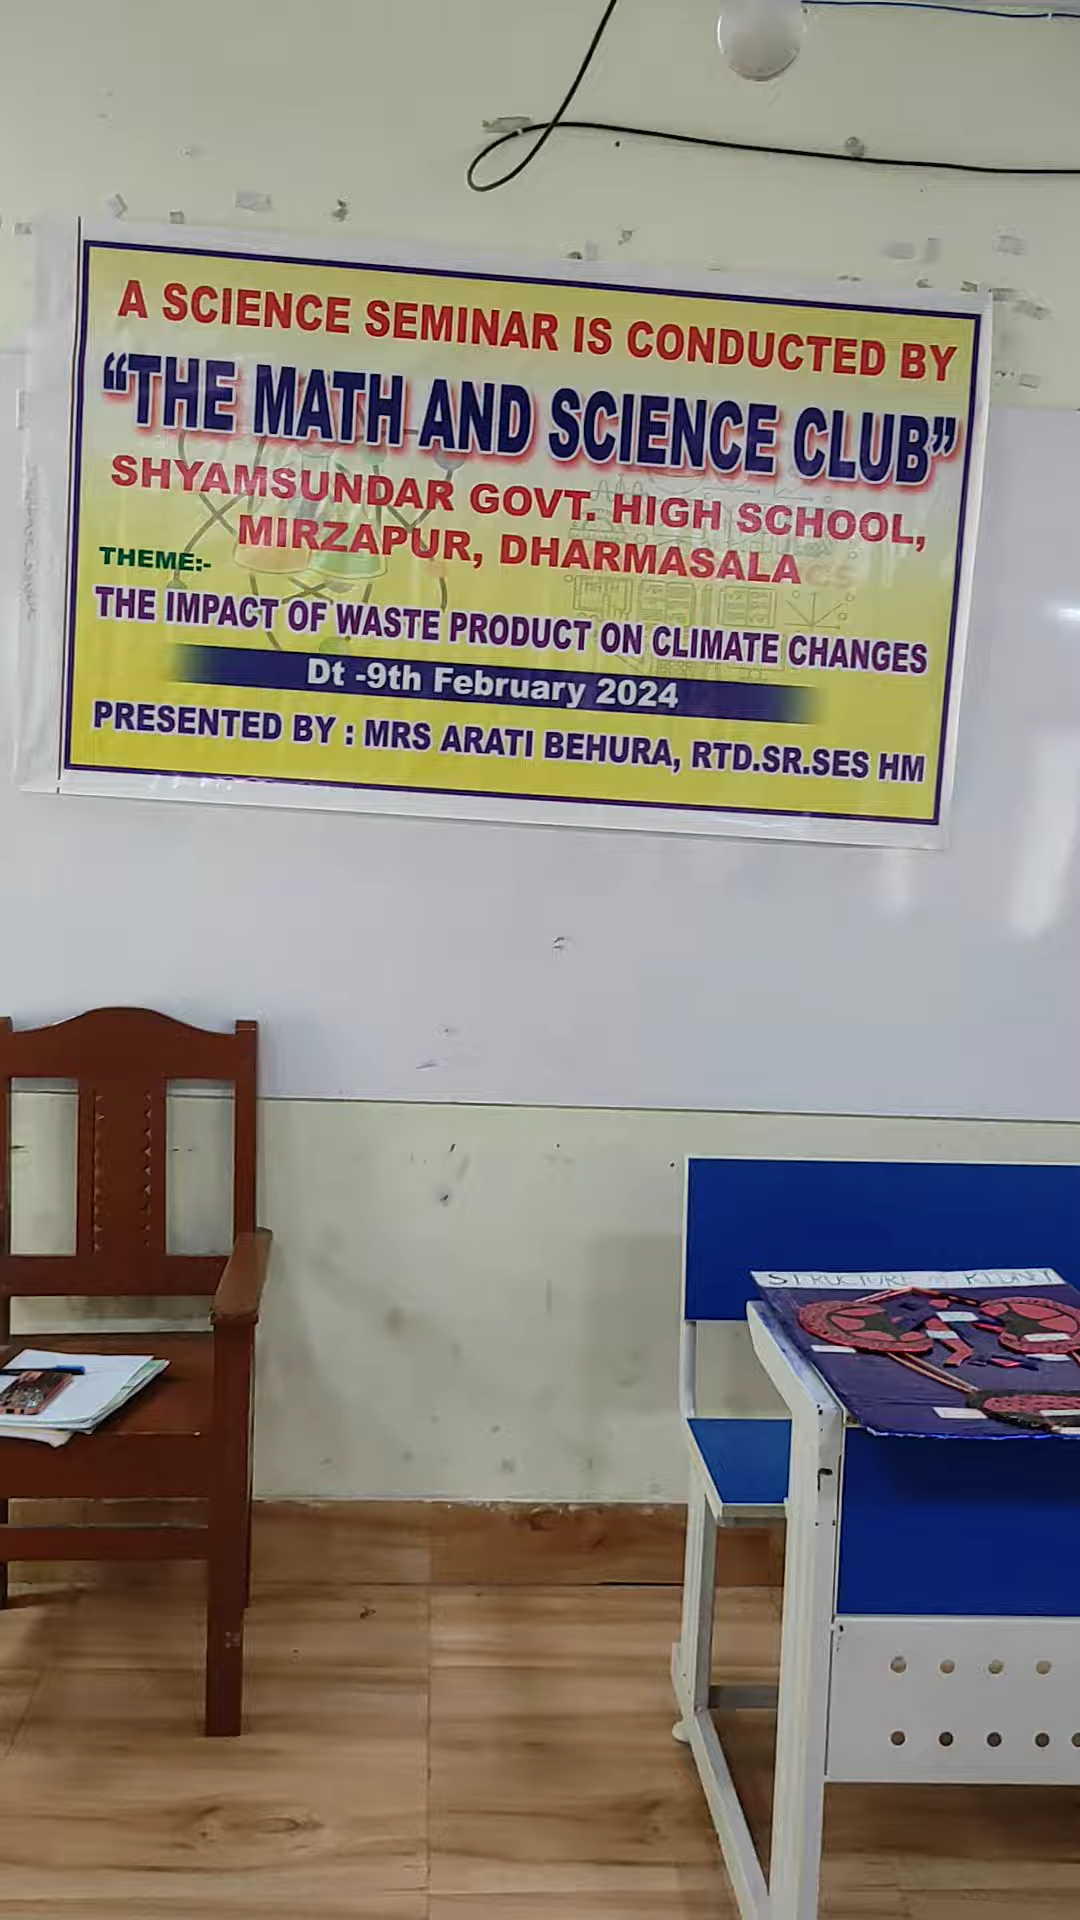 A SCIENCE SEMINAR IS CONDUCTED BY
“THE MATH AND SCIENCE CLUB”
SHYAMSUNDAR GOVT. HIGH SCHOOL,
MIRZAPUR, DHARMASALA
THEME:-
THE IMPACT OF WASTE PRODUCT ON CLIMATE CHANGES
Dt -9th February 2024
PRESENTED BY : MRS ARATI BEHURA, RTD.SR.SES HM
STRUCTURE OF KIDNY